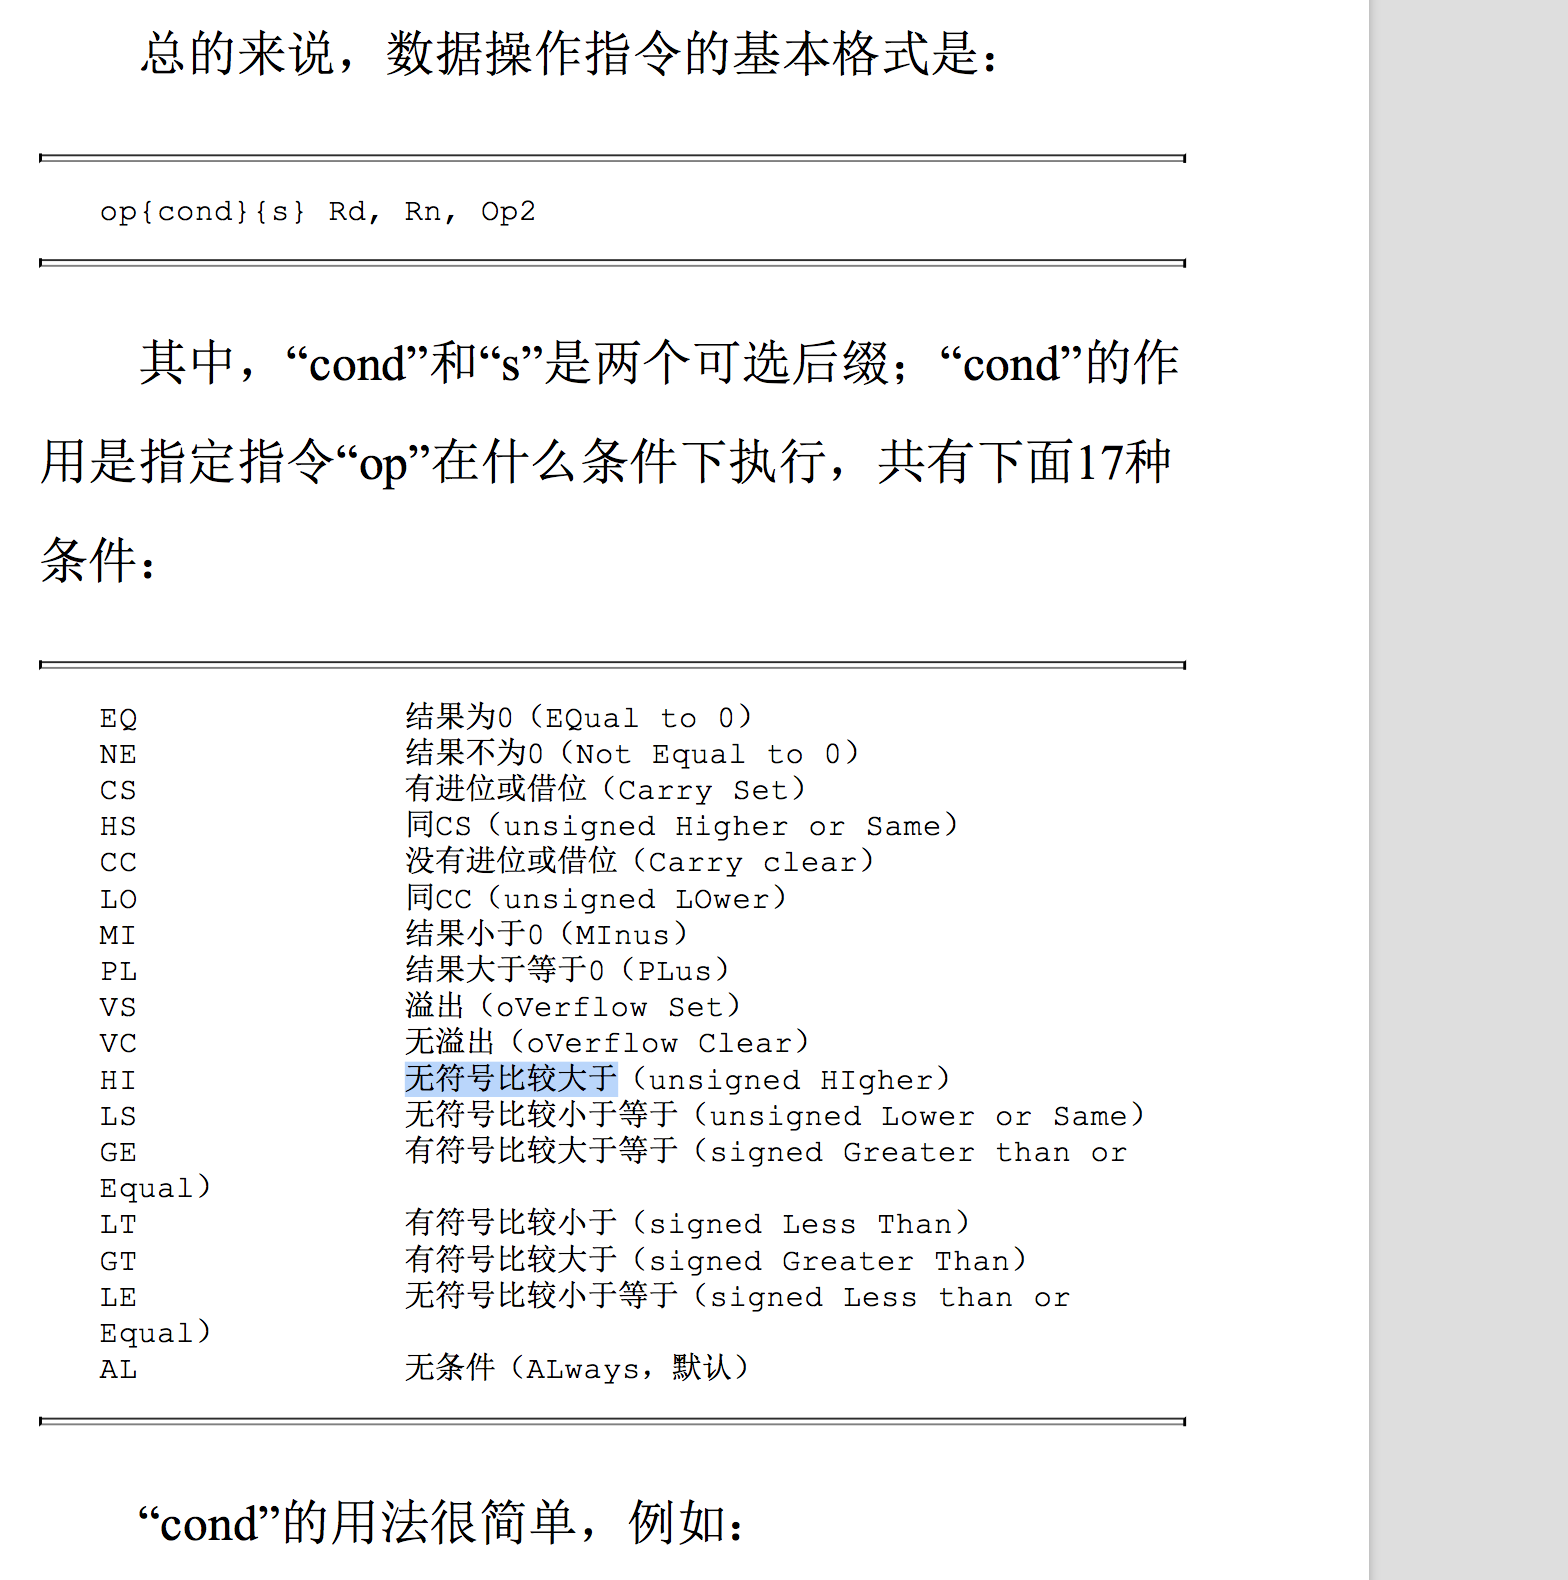 总的来说，数据操作指令的基本格式是：
op{cond}{s} Rd, Rn, Op2
其中，“cond”和“s”是两个可选后缀；“cond”的作
用是指定指令“op”在什么条件下执行，共有下面17种
条件：
EQ 结果为0（EQual to 0）
NE 结果不为0（Not Equal to 0）
CS 有进位或借位（Carry Set）
HS 同CS（unsigned Higher or Same）
CC 没有进位或借位（Carry clear）
LO 同CC（unsigned LOwer）
MI 结果小于0（MInus）
PL 结果大于等于0（PLus）
VS 溢出（oVerflow Set）
VC 无溢出（oVerflow Clear）
HI 无符号比较大于（unsigned HIgher）
LS 无符号比较小于等于（unsigned Lower or Same）
GE 有符号比较大于等于（signed Greater than or
Equal）
LT 有符号比较小于（signed Less Than）
GT 有符号比较大于（signed Greater Than）
LE 无符号比较小于等于（signed Less than or
Equal）
AL 无条件（ALways，默认）
“cond”的用法很简单，例如：